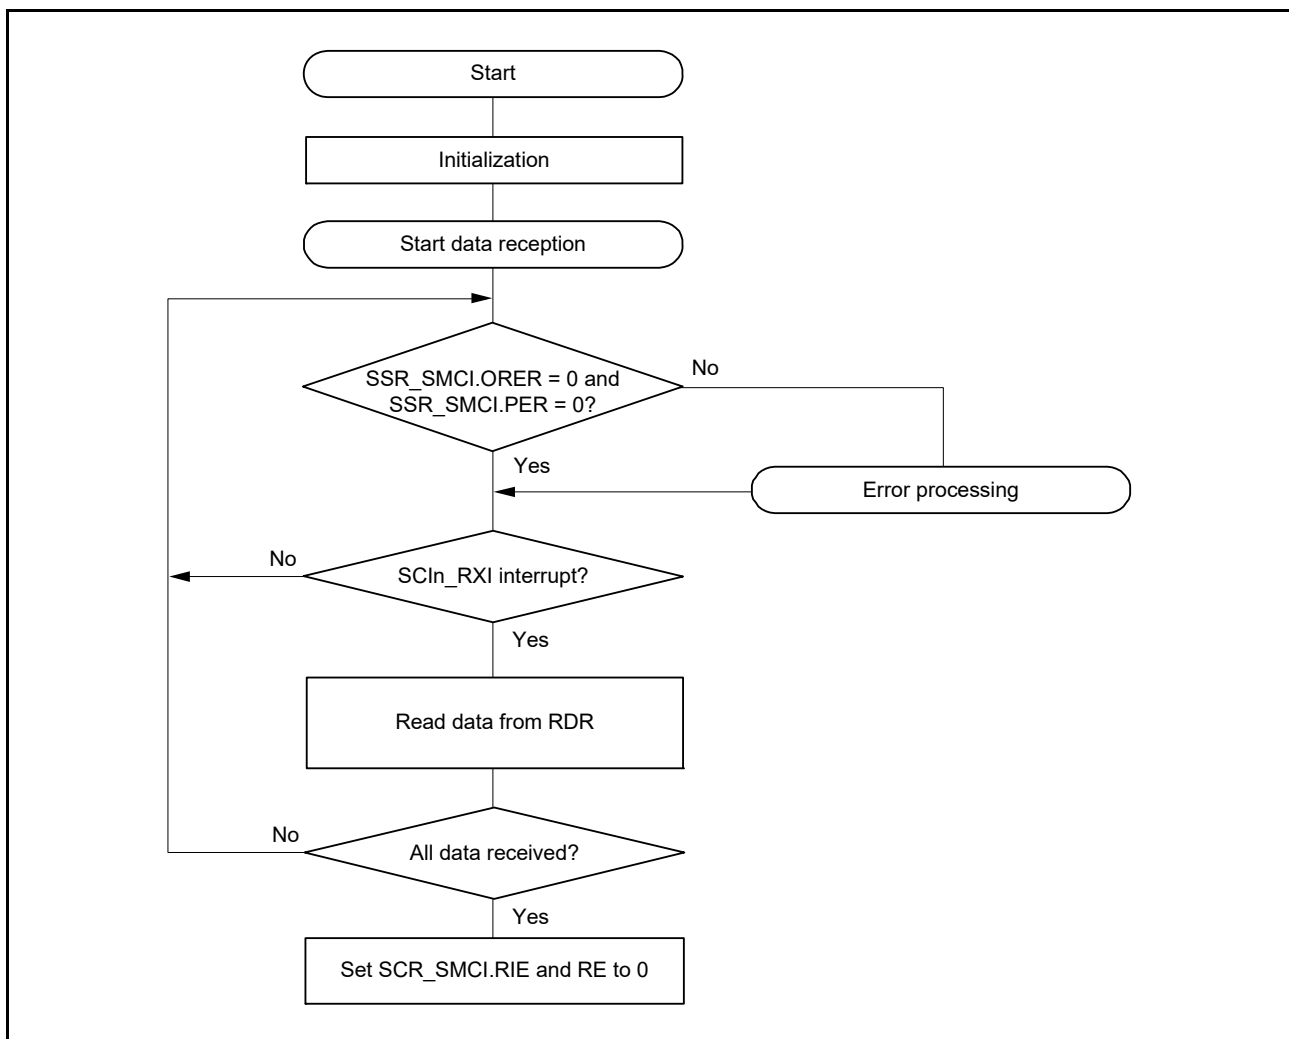 Start
Initialization
Start data reception
SSR_SMCI.ORER = 0 and
SSR_SMCI.PER = 0?
No
Yes
Error processing
No
SCIn_RXI interrupt?
Yes
Read data from RDR
No
All data received?
Yes
Set SCR_SMCI.RIE and RE to 0